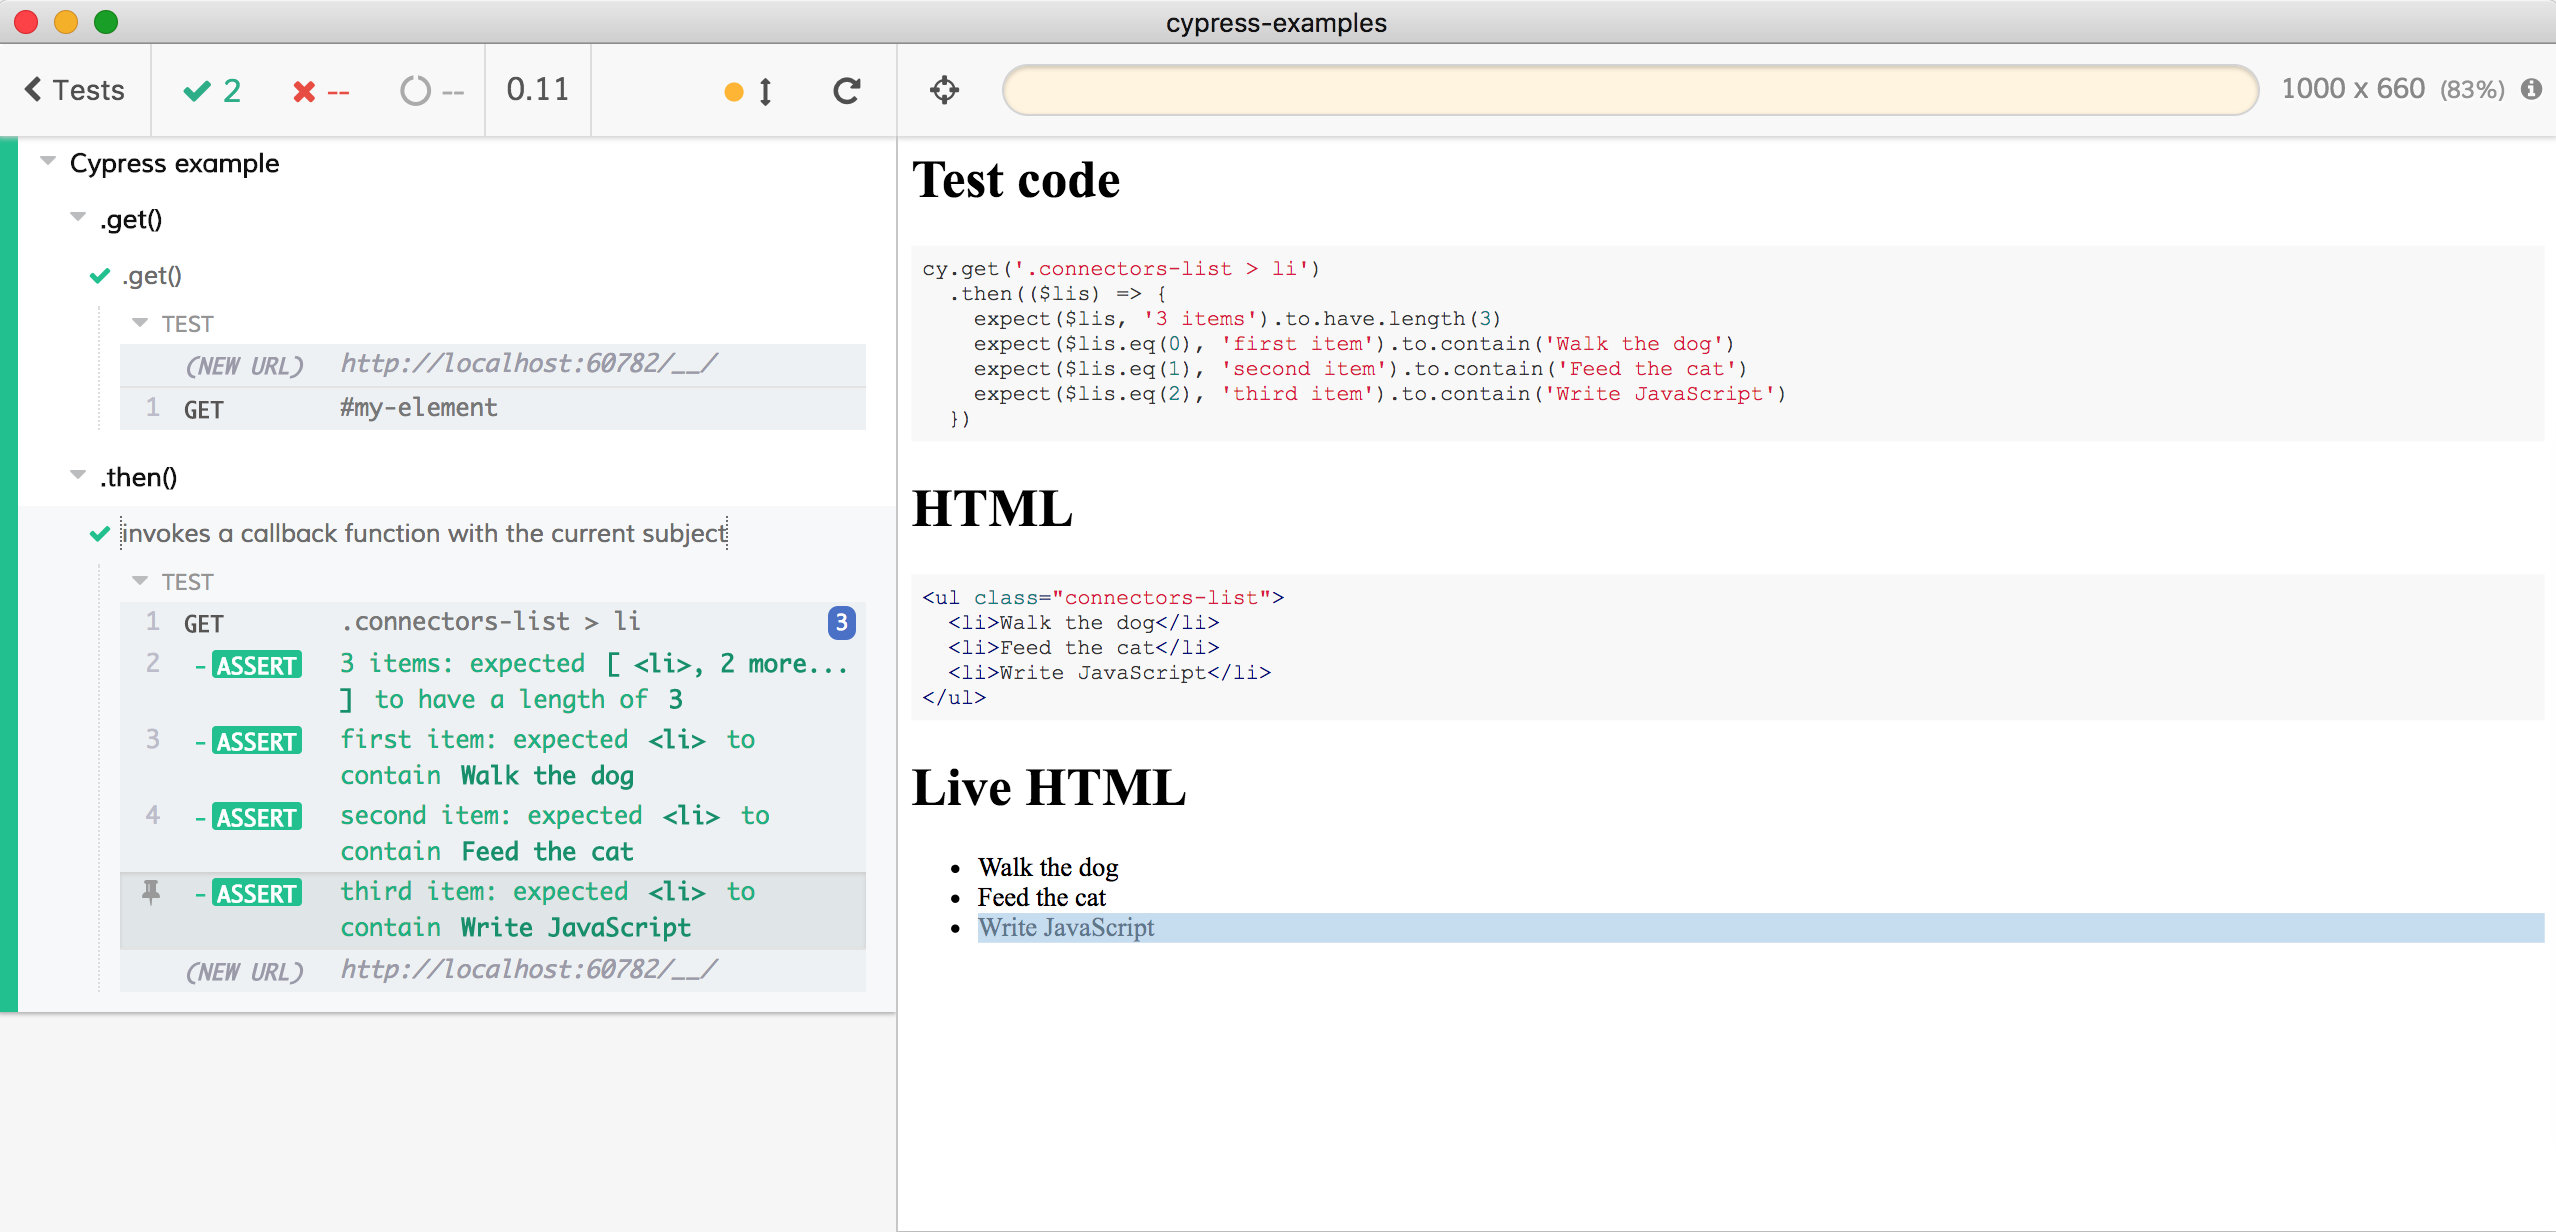 cypress-examples
Tests
2
--
--
0.11
1000 x 660 (83%)
Cypress example
.get()
.get()
TEST
(NEW URL) http://localhost:60782/__/
1 GET #my-element
.then()
invokes a callback function with the current subject
TEST
1 GET .connectors-list > li 3
2 -ASSERT 3 items: expected [ <li>, 2 more...
] to have a length of 3
3 -ASSERT first item: expected <li> to
contain Walk the dog
4 -ASSERT second item: expected <li> to
contain Feed the cat
-ASSERT third item: expected <li> to
contain Write JavaScript
(NEW URL) http://localhost:60782/__/
Test code
cy.get('.connectors-list > li')
  .then(($lis) => {
    expect($lis, '3 items').to.have.length(3)
    expect($lis.eq(0), 'first item').to.contain('Walk the dog')
    expect($lis.eq(1), 'second item').to.contain('Feed the cat')
    expect($lis.eq(2), 'third item').to.contain('Write JavaScript')
  })
HTML
<ul class="connectors-list">
  <li>Walk the dog</li>
  <li>Feed the cat</li>
  <li>Write JavaScript</li>
</ul>
Live HTML
• Walk the dog
• Feed the cat
• Write JavaScript